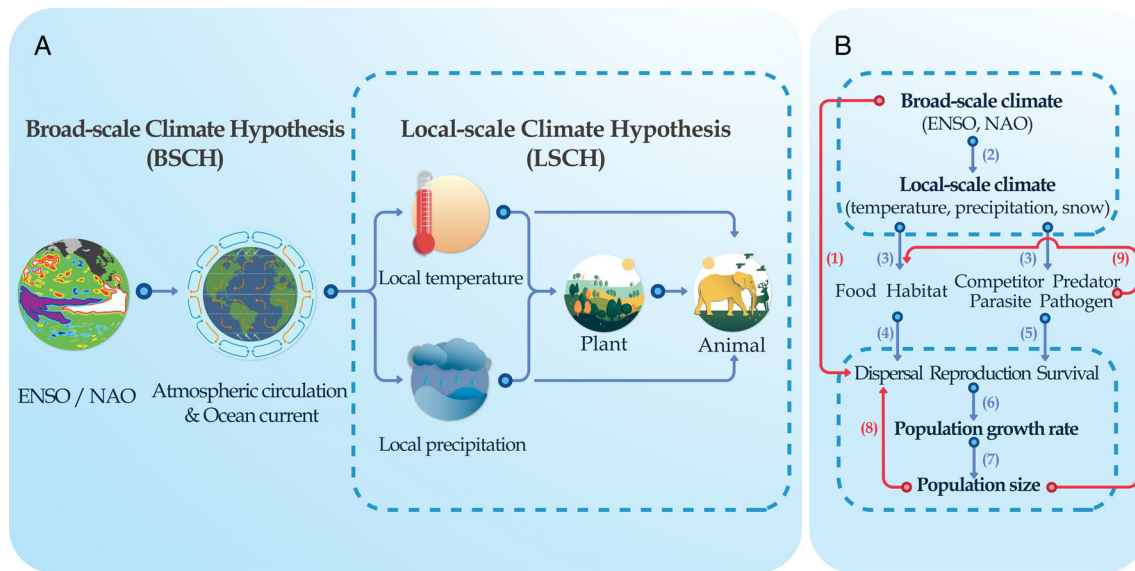 A
Broad-scale Climate Hypothesis
(BSCH)
Local-scale Climate Hypothesis
(LSCH)
ENSO / NAO
Atmospheric circulation
& Ocean current
Local temperature
Local precipitation
Plant
Animal
B
Broad-scale climate
(ENSO, NAO)
(2)
Local-scale climate
(temperature, precipitation, snow)
(1)
(3)
(3)
(9)
Food Habitat
Competitor Predator
Parasite Pathogen
(4)
(5)
Dispersal Reproduction Survival
(6)
(8)
Population growth rate
(7)
Population size